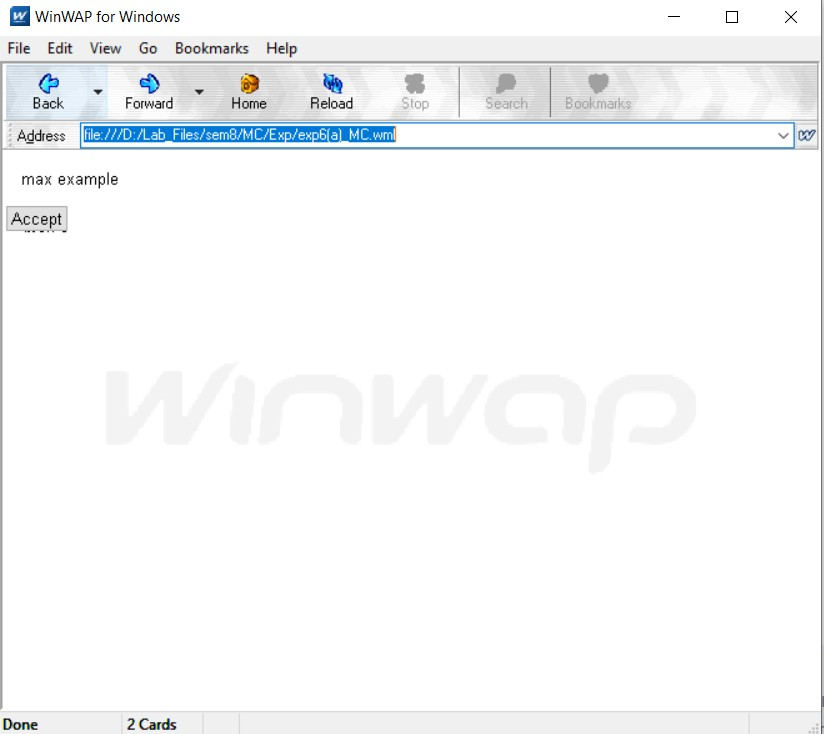 WinWAP for Windows
File Edit View Go Bookmarks Help
Back Forward Home Reload Stop Search Bookmarks
Address file:///D:/Lab_Files/sem8/MC/Exp/exp6(a)_MC.wml
max example
Accept
winwap
Done 2 Cards